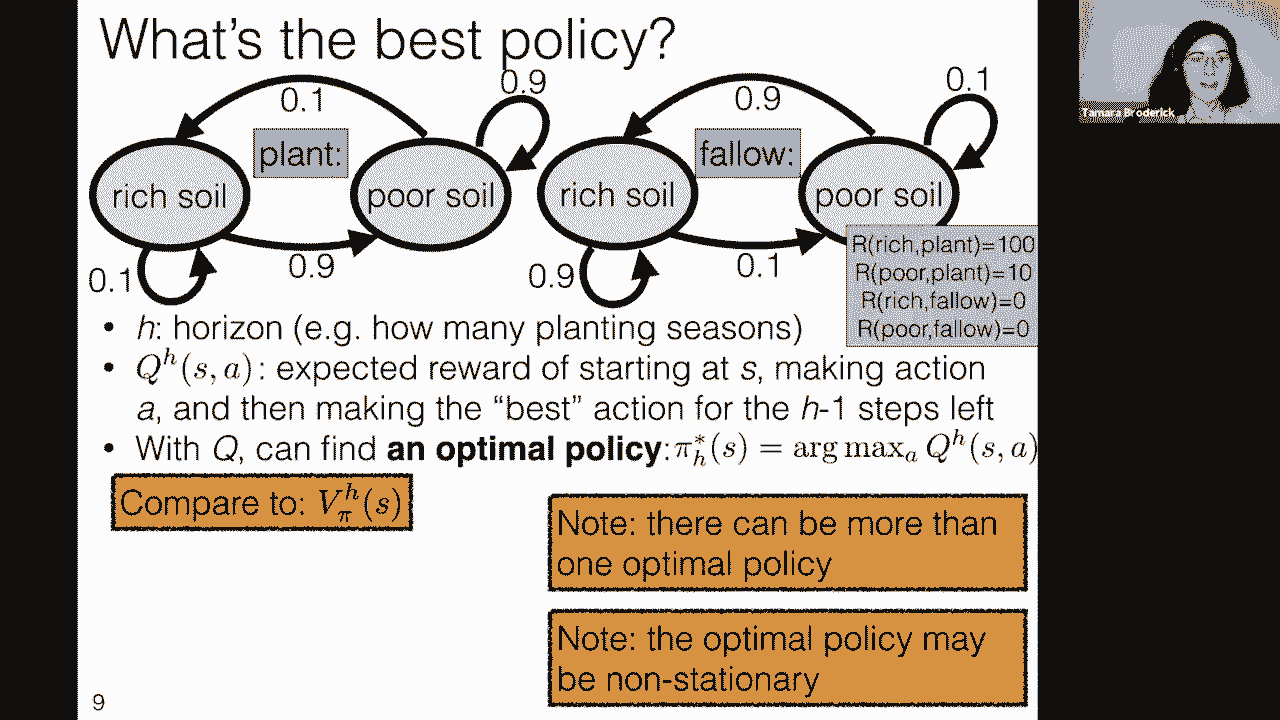 What's the best policy?
0.1
0.9
0.9
0.1
plant:
fallow:
rich soil
poor soil
rich soil
poor soil
0.1
0.9
0.9
0.1
R(rich,plant)=100
R(poor,plant)=10
R(rich,fallow)=0
R(poor,fallow)=0
• h: horizon (e.g. how many planting seasons)
• Q^h(s, a): expected reward of starting at s, making action
a, and then making the “best” action for the h-1 steps left
• With Q, can find an optimal policy: π*_h(s) = arg max_a Q^h(s, a)
Compare to: V^h_π(s)
Note: there can be more than
one optimal policy
Note: the optimal policy may
be non-stationary
9
Tamara Broderick